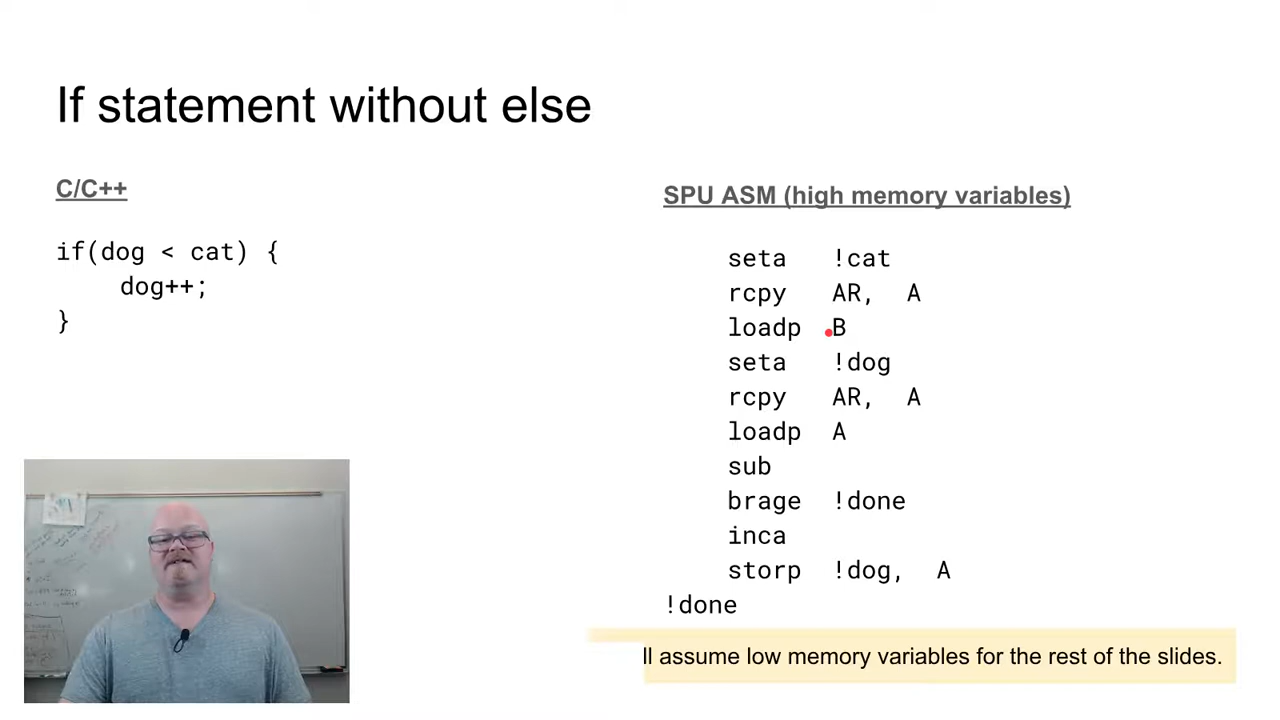 If statement without else
C/C++
if(dog < cat) {
dog++;
}
SPU ASM (high memory variables)
seta !cat
rcpy AR, A
loadp B
seta !dog
rcpy AR, A
loadp A
sub
brage !done
inca
storp !dog, A
!done
assume low memory variables for the rest of the slides.